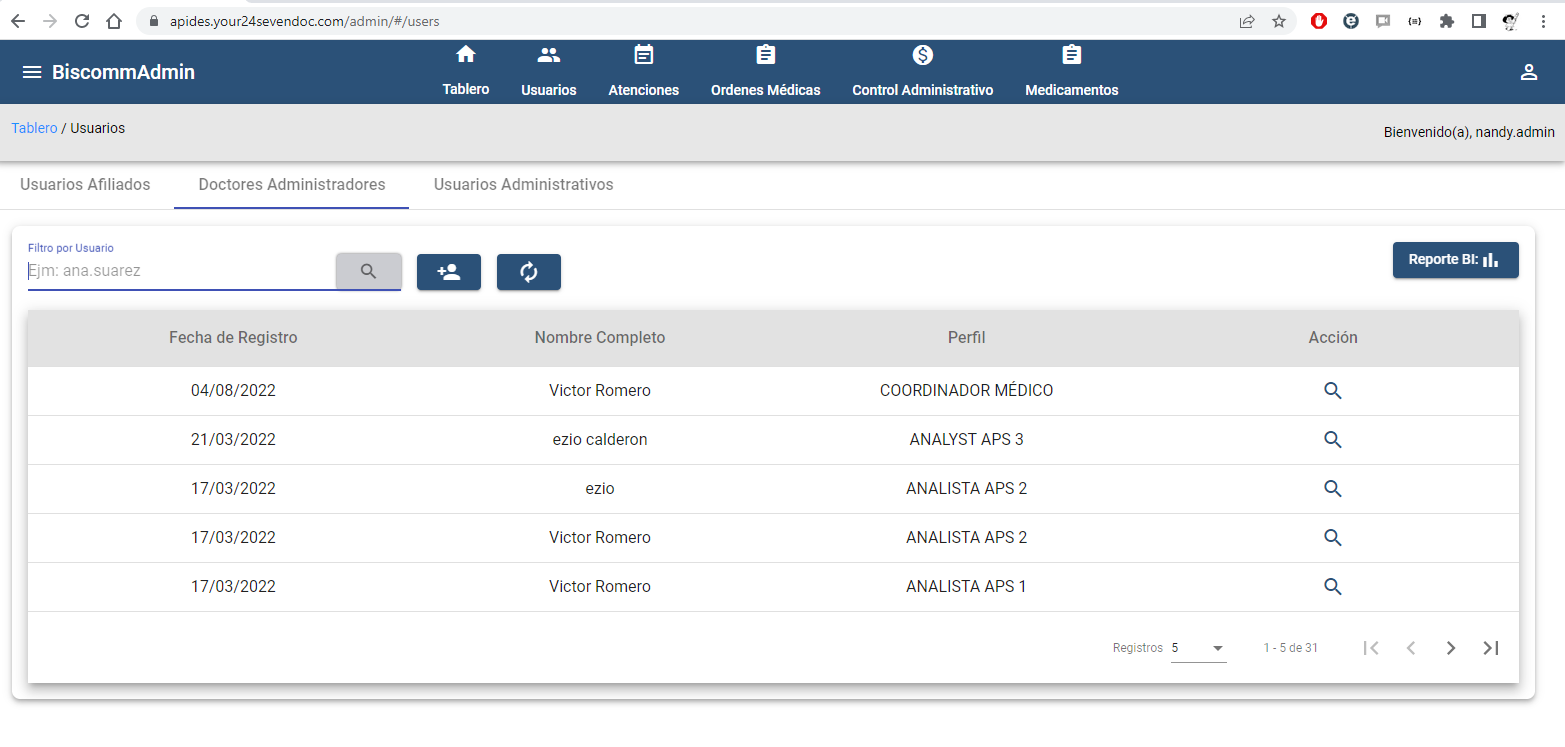 apides.your24sevendoc.com/admin/#/users
BiscommAdmin
Tablero
Usuarios
Atenciones
Ordenes Médicas
Control Administrativo
Medicamentos
Tablero / Usuarios
Bienvenido(a), nandy.admin
Usuarios Afiliados
Doctores Administradores
Usuarios Administrativos
Filtro por Usuario
Ejm: ana.suarez
Reporte BI:
Fecha de Registro Nombre Completo Perfil Acción
04/08/2022 Victor Romero COORDINADOR MÉDICO
21/03/2022 ezio calderon ANALYST APS 3
17/03/2022 ezio ANALISTA APS 2
17/03/2022 Victor Romero ANALISTA APS 2
17/03/2022 Victor Romero ANALISTA APS 1
Registros 5 1 - 5 de 31